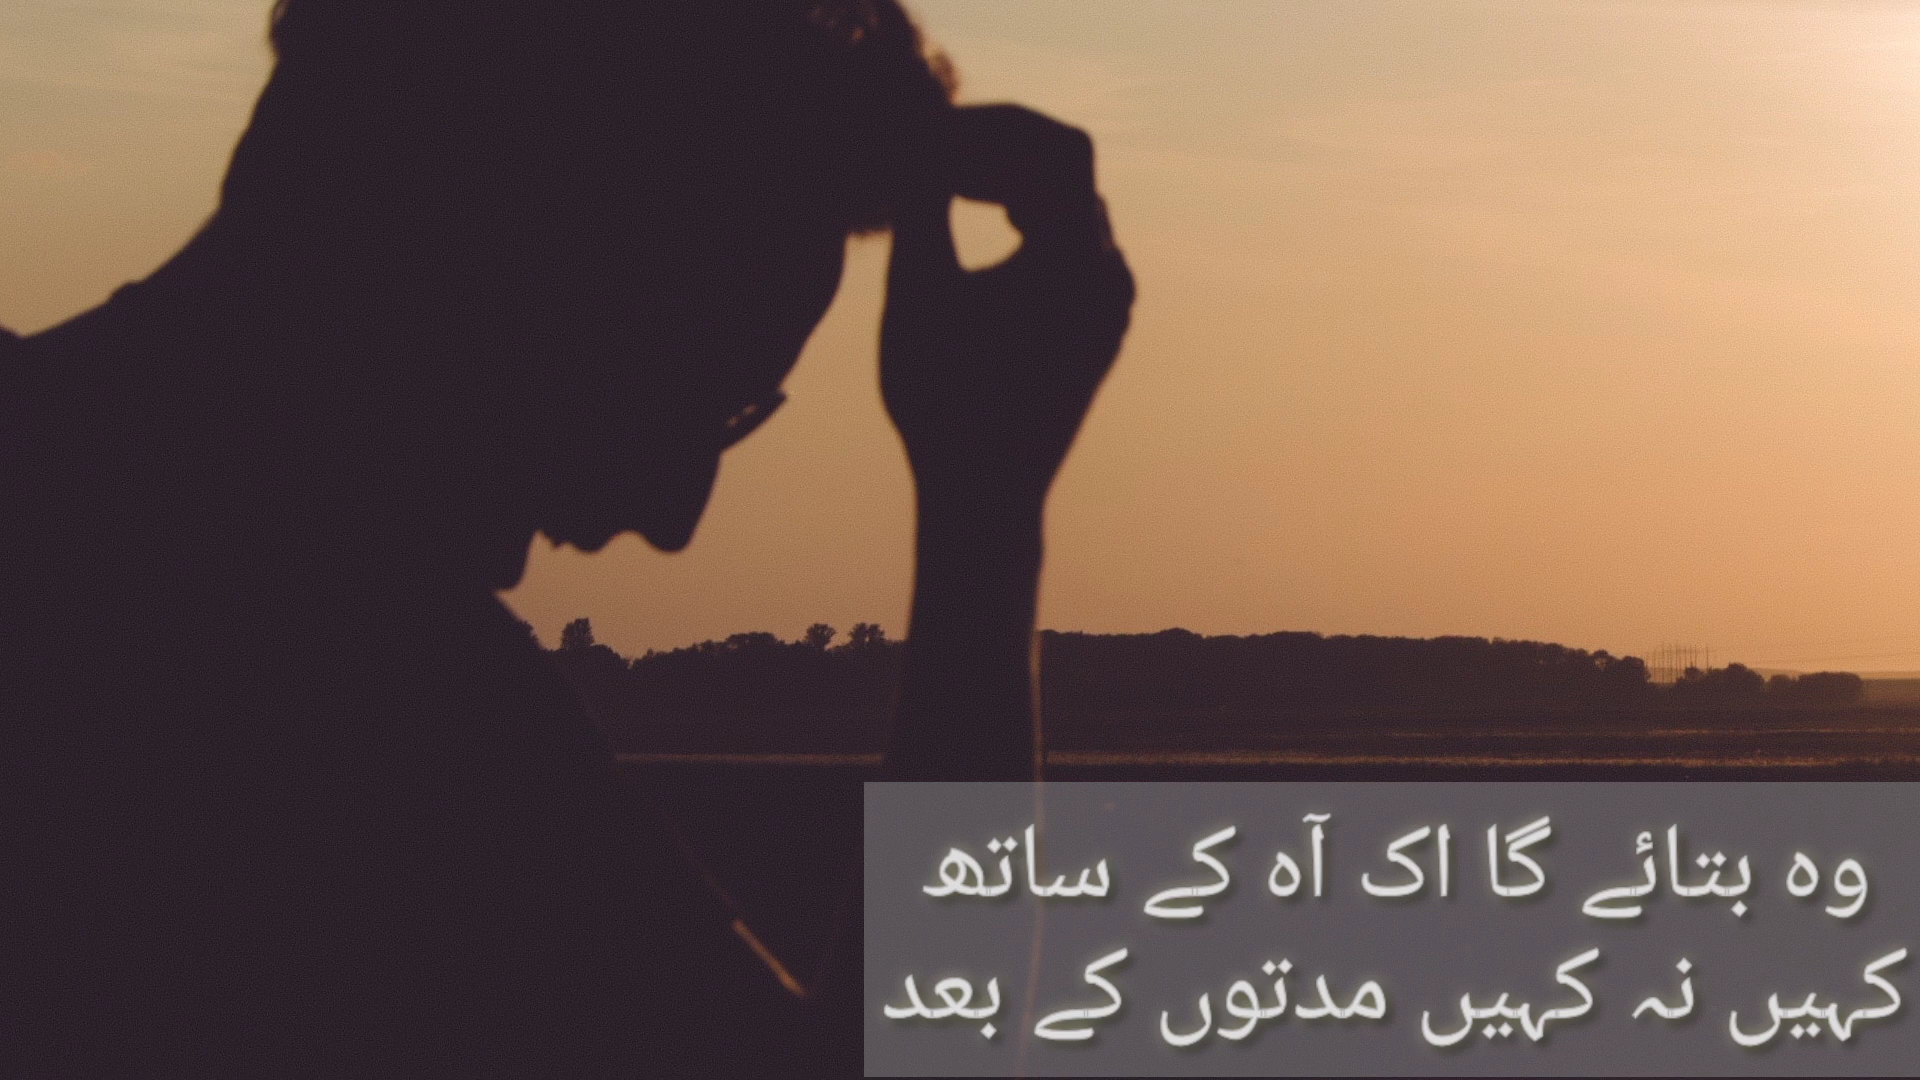 وہ بتائے گا اک آہ کے ساتھ
کہیں نہ کہیں مدتوں کے بعد